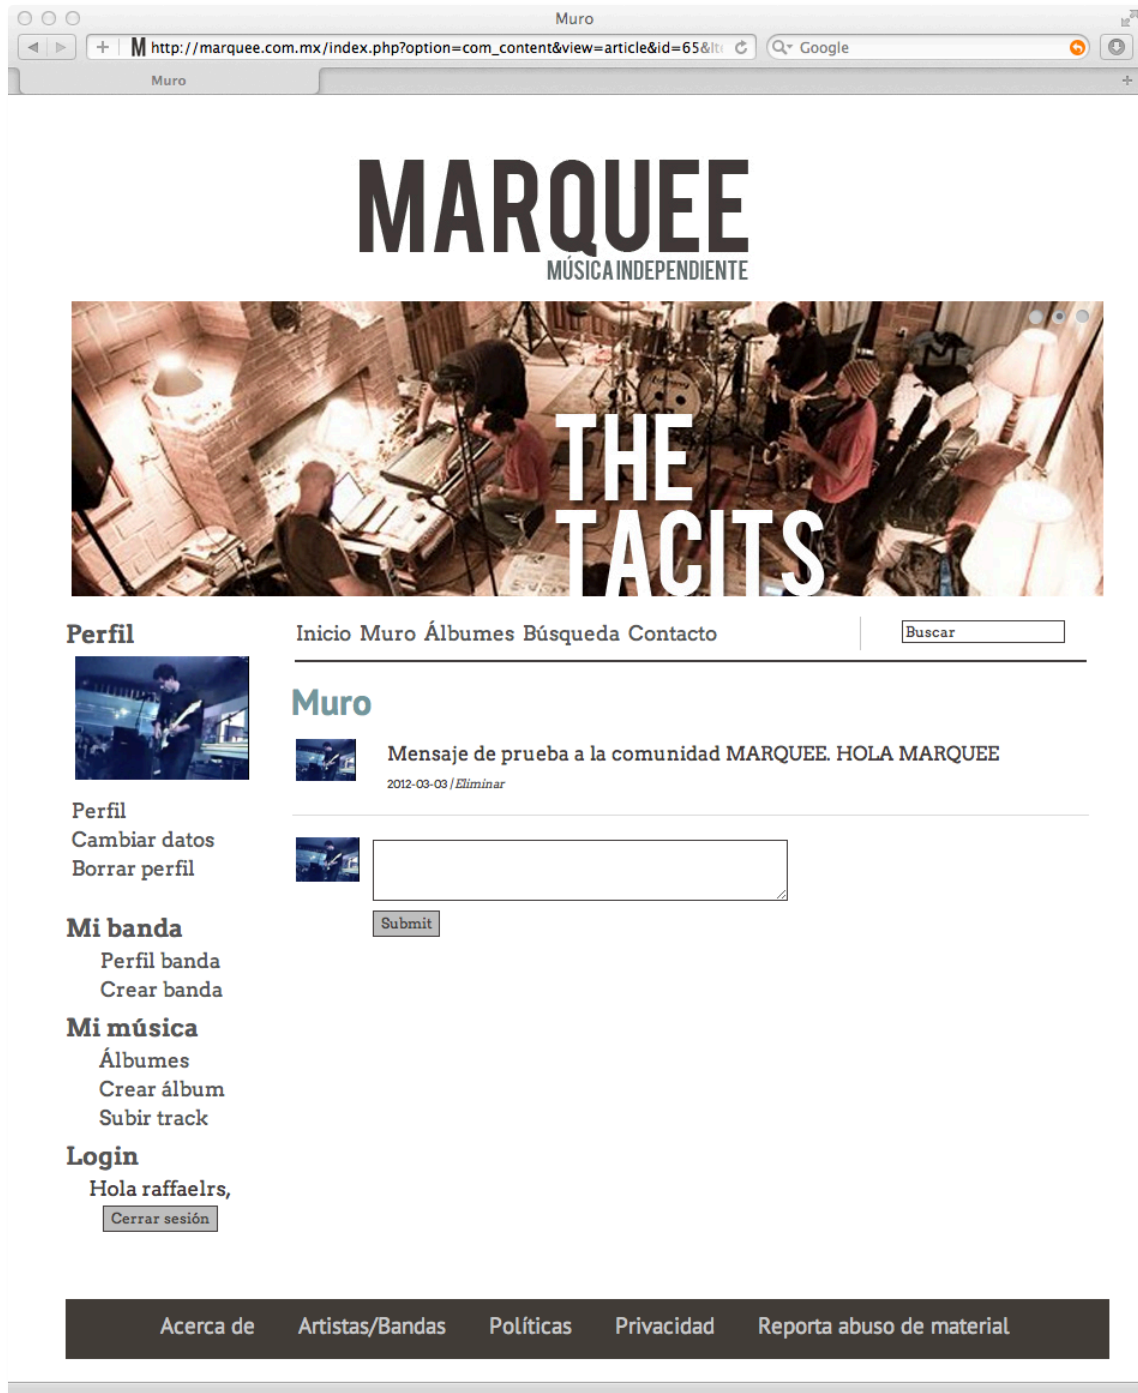 Muro
http://marquee.com.mx/index.php?option=com_content&view=article&id=65&It
Google
Muro
MARQUEE
MÚSICA INDEPENDIENTE
THE
TACITS
Perfil
Inicio Muro Álbumes Búsqueda Contacto
Buscar
Muro
Mensaje de prueba a la comunidad MARQUEE. HOLA MARQUEE
2012-03-03 / Eliminar
Perfil
Cambiar datos
Borrar perfil
Submit
Mi banda
Perfil banda
Crear banda
Mi música
Álbumes
Crear álbum
Subir track
Login
Hola raffaelrs,
Cerrar sesión
Acerca de Artistas/Bandas Políticas Privacidad Reporta abuso de material